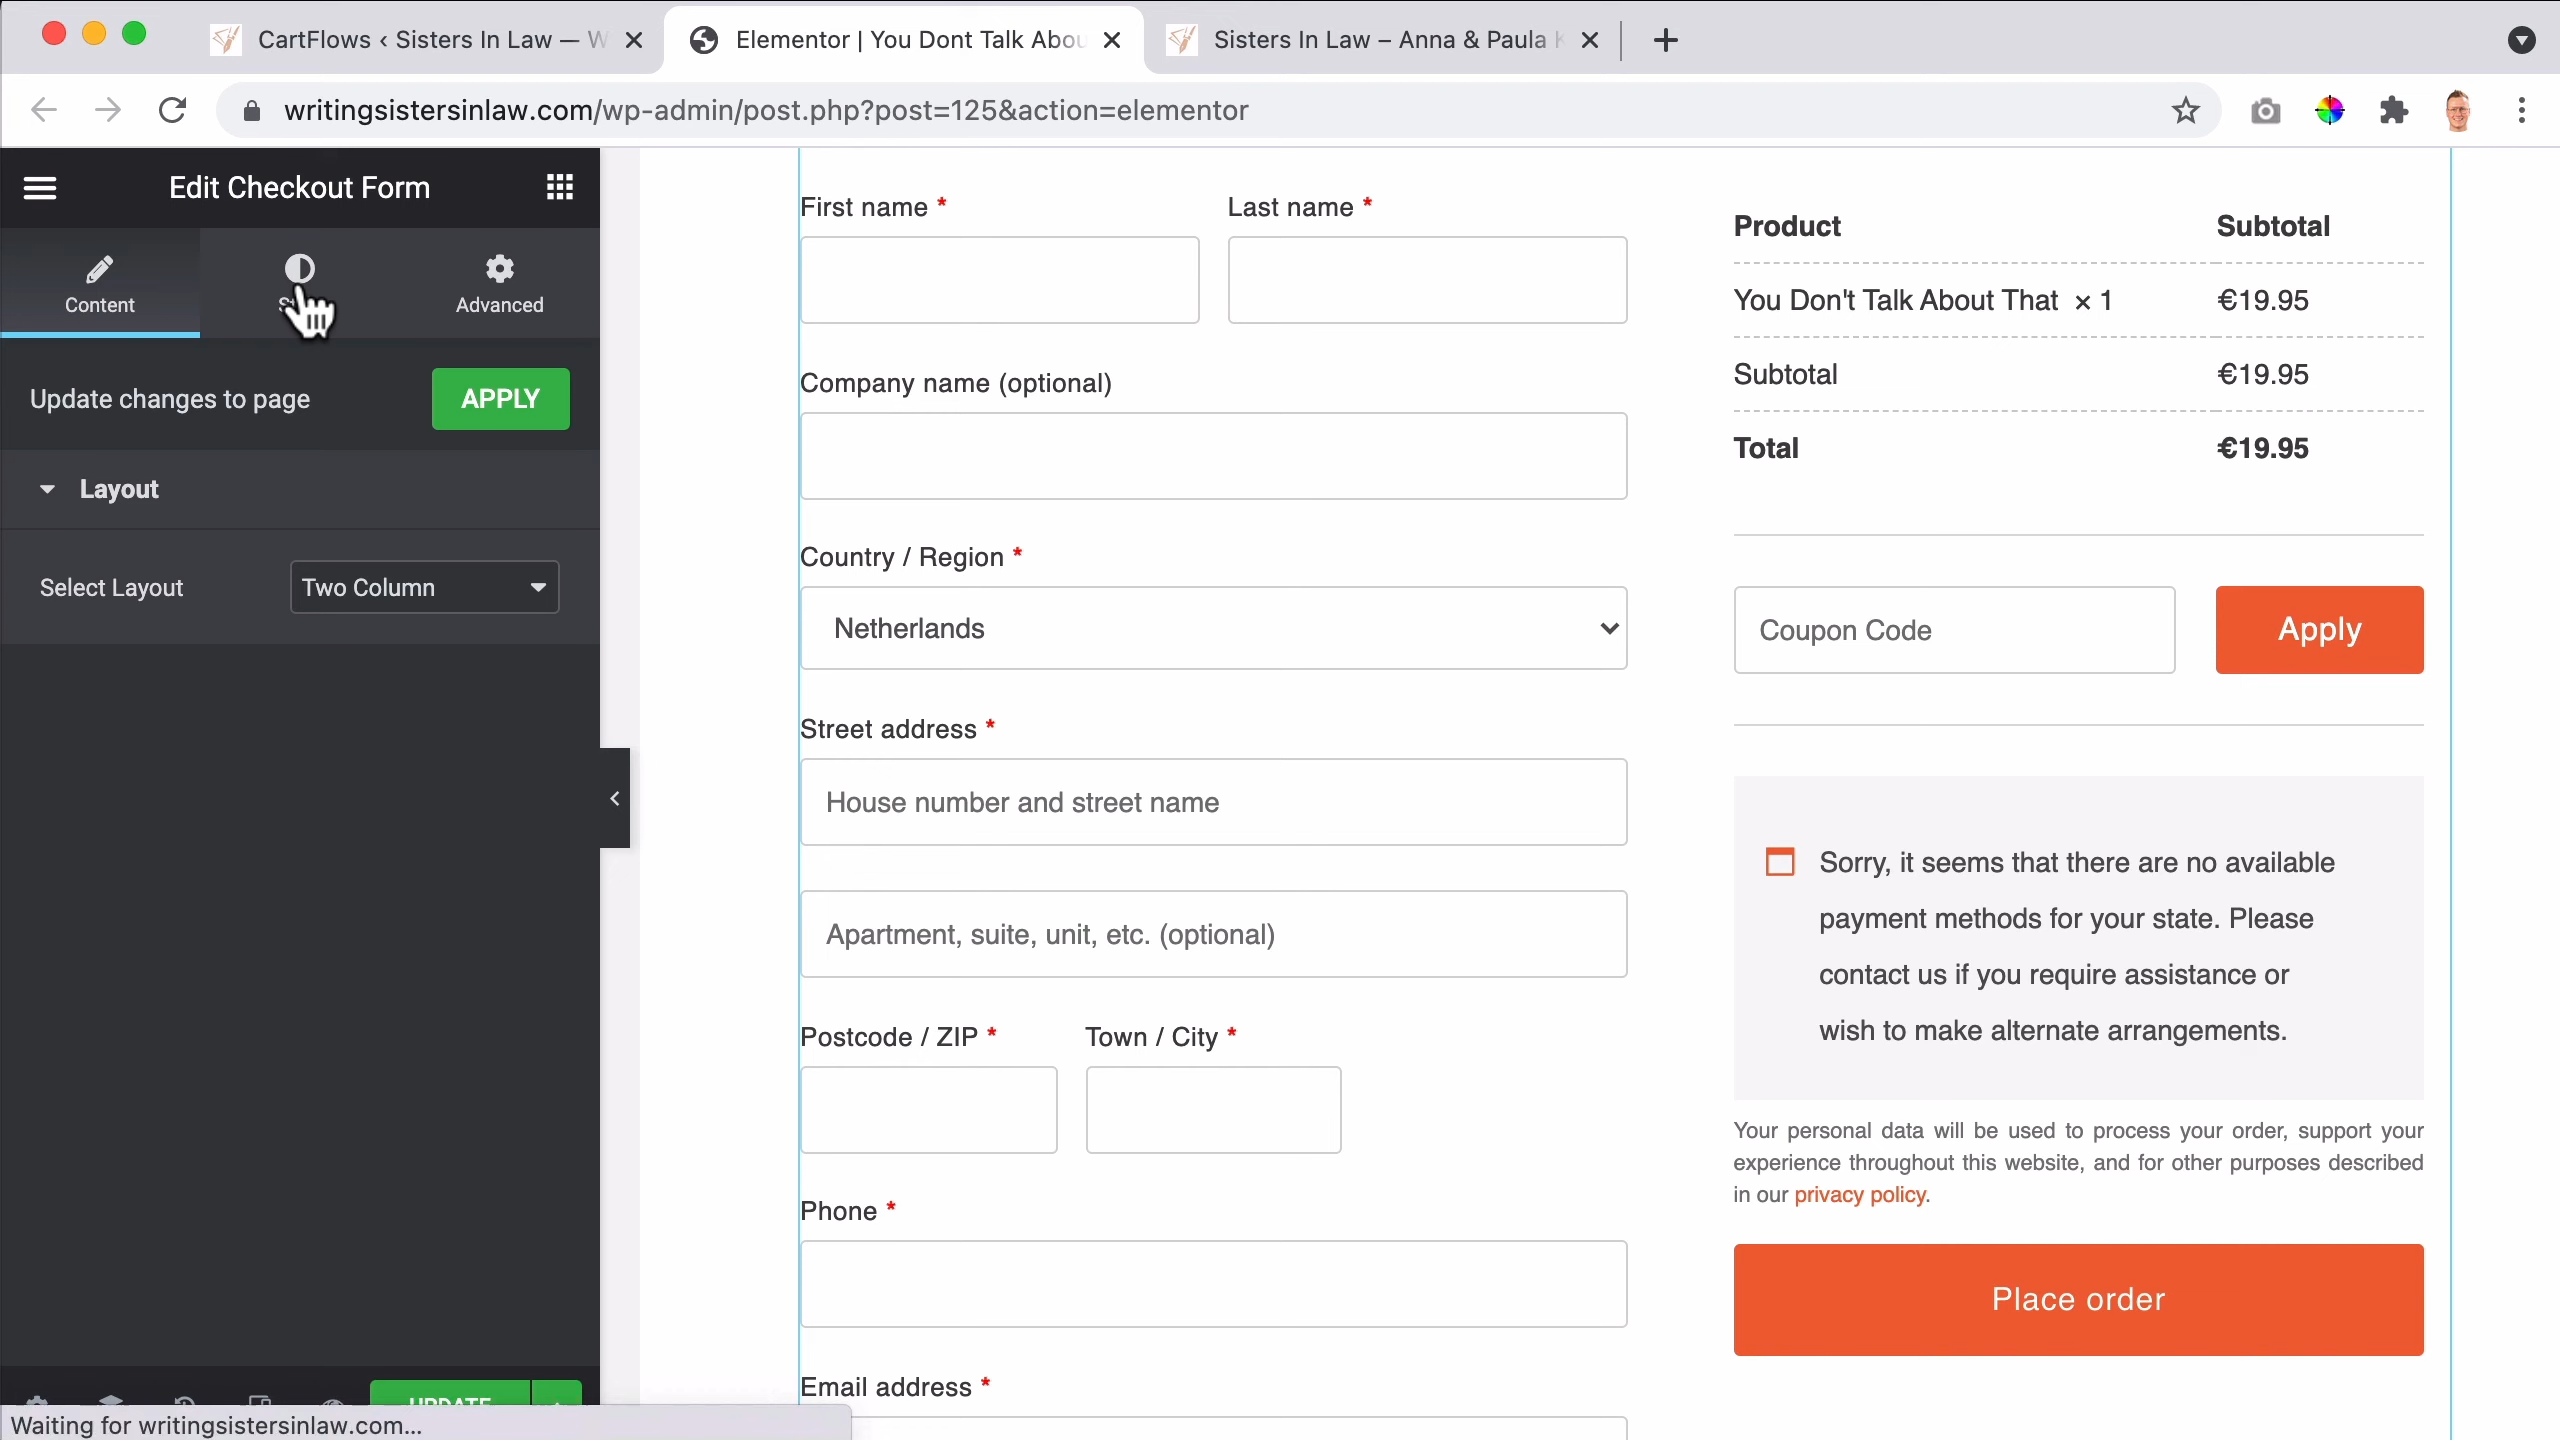 CartFlows ‹ Sisters In Law — W
Elementor | You Dont Talk Abou
Sisters In Law – Anna & Paula K
writingsistersinlaw.com/wp-admin/post.php?post=125&action=elementor
Edit Checkout Form
Content
Advanced
Update changes to page
APPLY
Layout
Select Layout
Two Column
UPDATE
Waiting for writingsistersinlaw.com...
First name *
Last name *
Company name (optional)
Country / Region *
Netherlands
Street address *
House number and street name
Apartment, suite, unit, etc. (optional)
Postcode / ZIP *
Town / City *
Phone *
Email address *
Product Subtotal
You Don't Talk About That × 1 €19.95
Subtotal €19.95
Total €19.95
Coupon Code
Apply
Sorry, it seems that there are no available
payment methods for your state. Please
contact us if you require assistance or
wish to make alternate arrangements.
Your personal data will be used to process your order, support your
experience throughout this website, and for other purposes described
in our privacy policy.
Place order